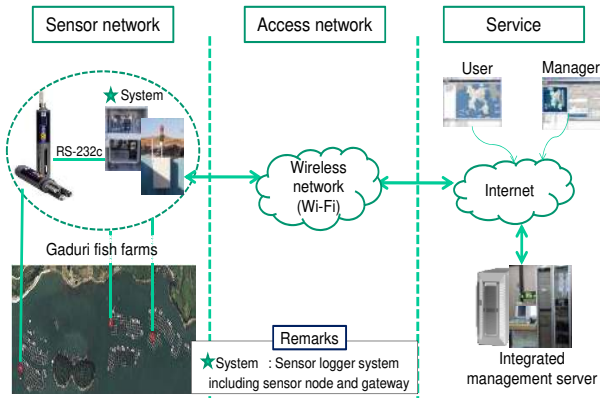 Sensor network
Access network
Service
System
RS-232c
User
Manager
Wireless
network
(Wi-Fi)
Internet
Gaduri fish farms
Remarks
System : Sensor logger system
including sensor node and gateway
Integrated
management server